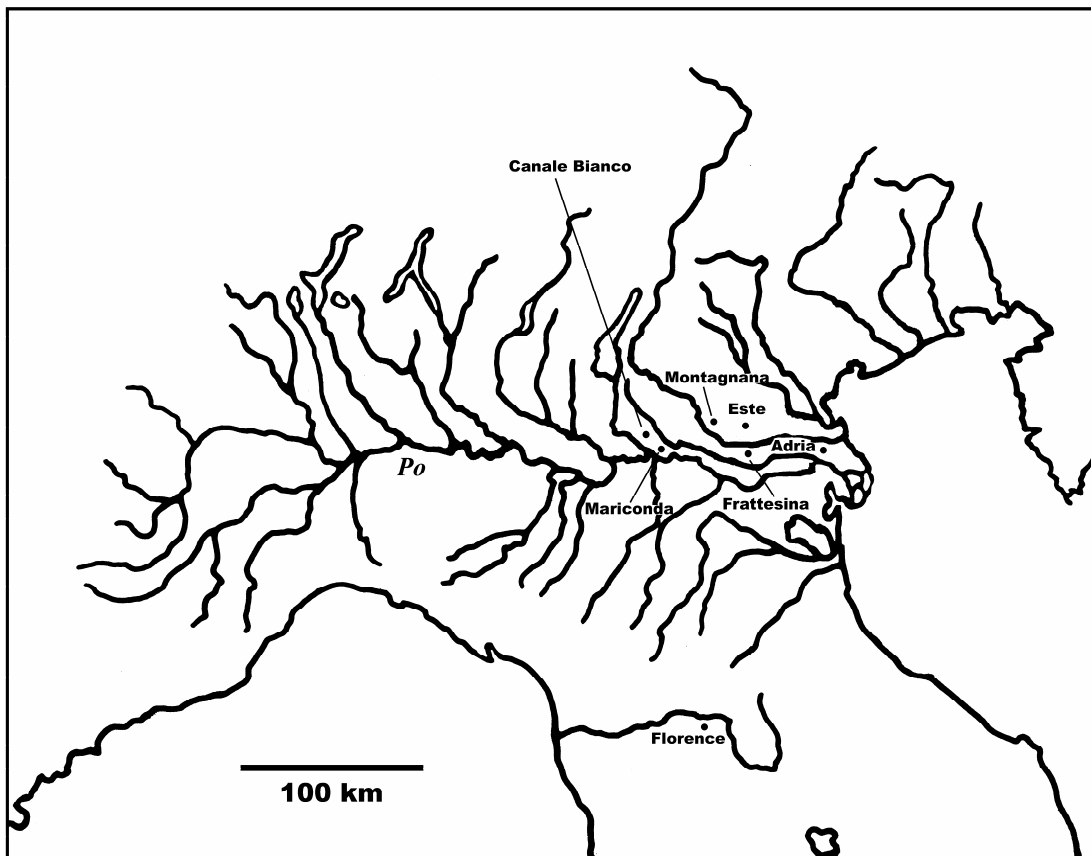 Canale Bianco
Montagnana
Este
Adria
Po
Mariconda
Frattesina
Florence
100 km